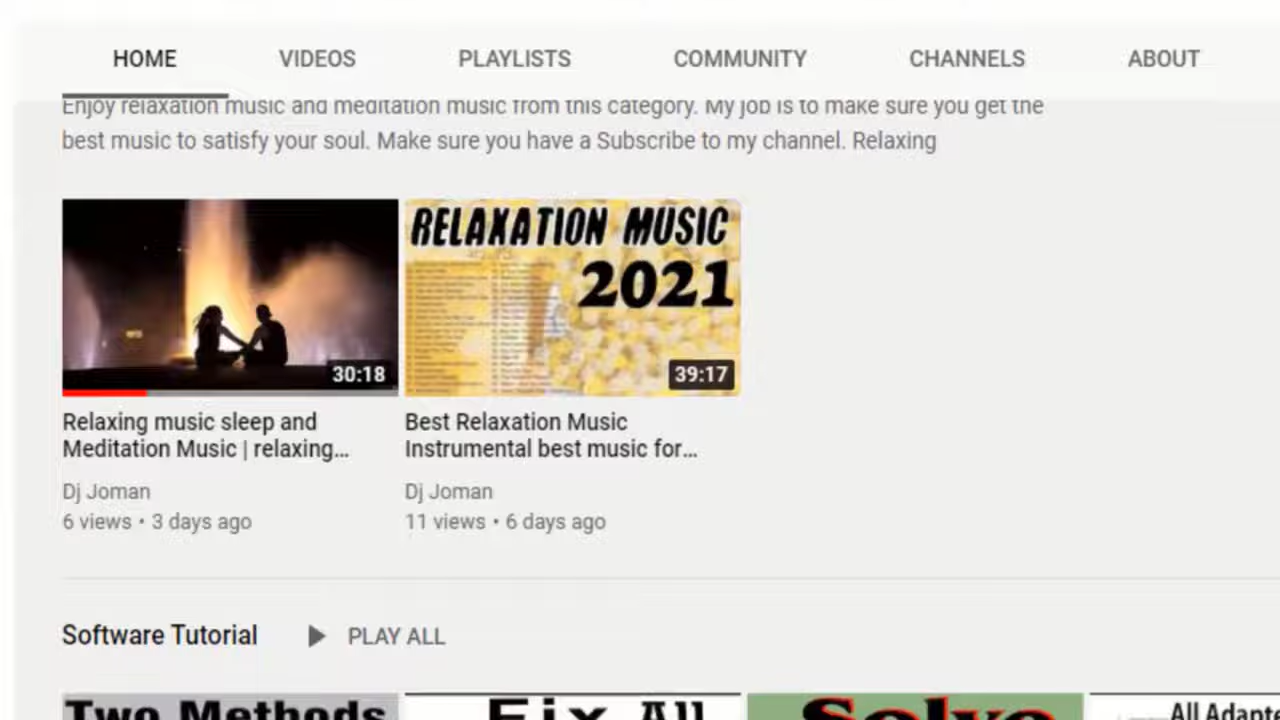 HOME VIDEOS PLAYLISTS COMMUNITY CHANNELS ABOUT
Enjoy relaxation music and meditation music from this category. My job is to make sure you get the
best music to satisfy your soul. Make sure you have a Subscribe to my channel. Relaxing
30:18
RELAXATION MUSIC
2021
39:17
Relaxing music sleep and
Meditation Music | relaxing...
Dj Joman
6 views • 3 days ago
Best Relaxation Music
Instrumental best music for...
Dj Joman
11 views • 6 days ago
Software Tutorial PLAY ALL
Two Methods
Fix All
Solve
All Adapte